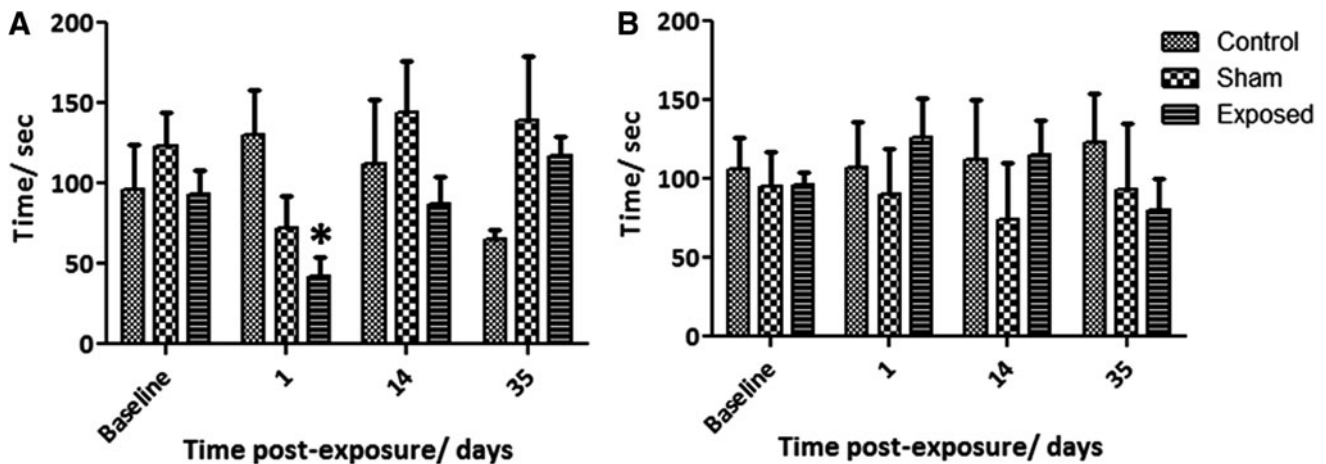 A
200
150
100
50
0
Time/ sec
*
Baseline
1
14
35
Time post-exposure/ days
B
200
150
100
50
0
Time/ sec
Baseline
1
14
35
Time post-exposure/ days
Control
Sham
Exposed